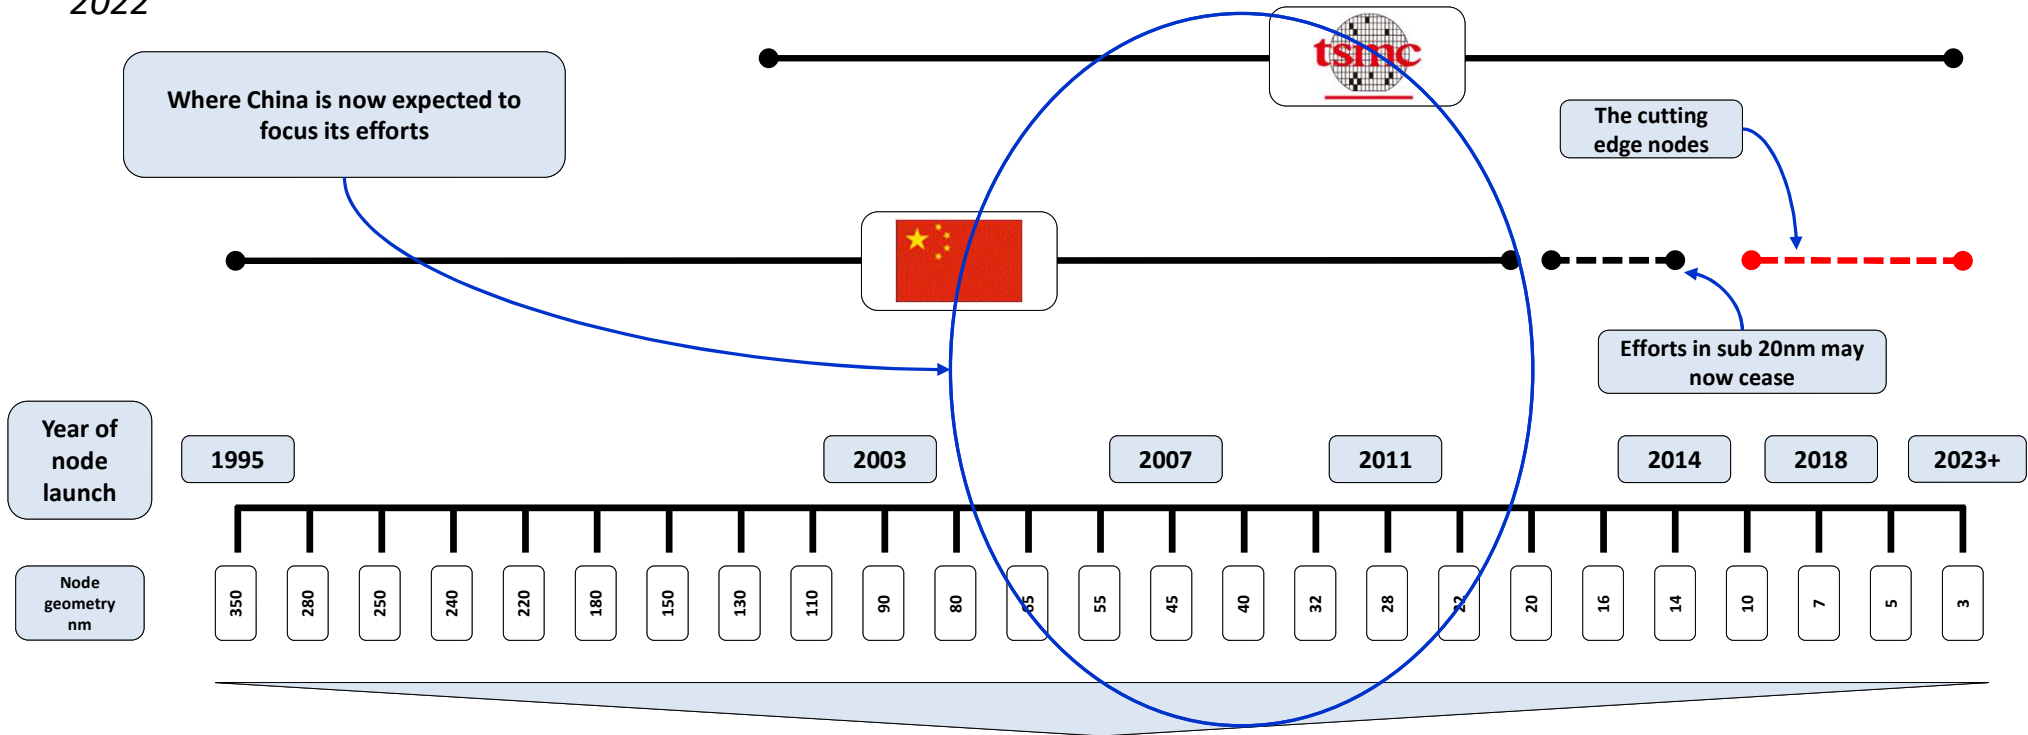 2022
tsmc
Where China is now expected to
focus its efforts
The cutting
edge nodes
Efforts in sub 20nm may
now cease
Year of
node
launch
1995
2003
2007
2011
2014
2018
2023+
Node
geometry
nm
350
280
250
240
220
180
150
130
110
90
80
65
55
45
40
32
28
22
20
16
14
10
7
5
3